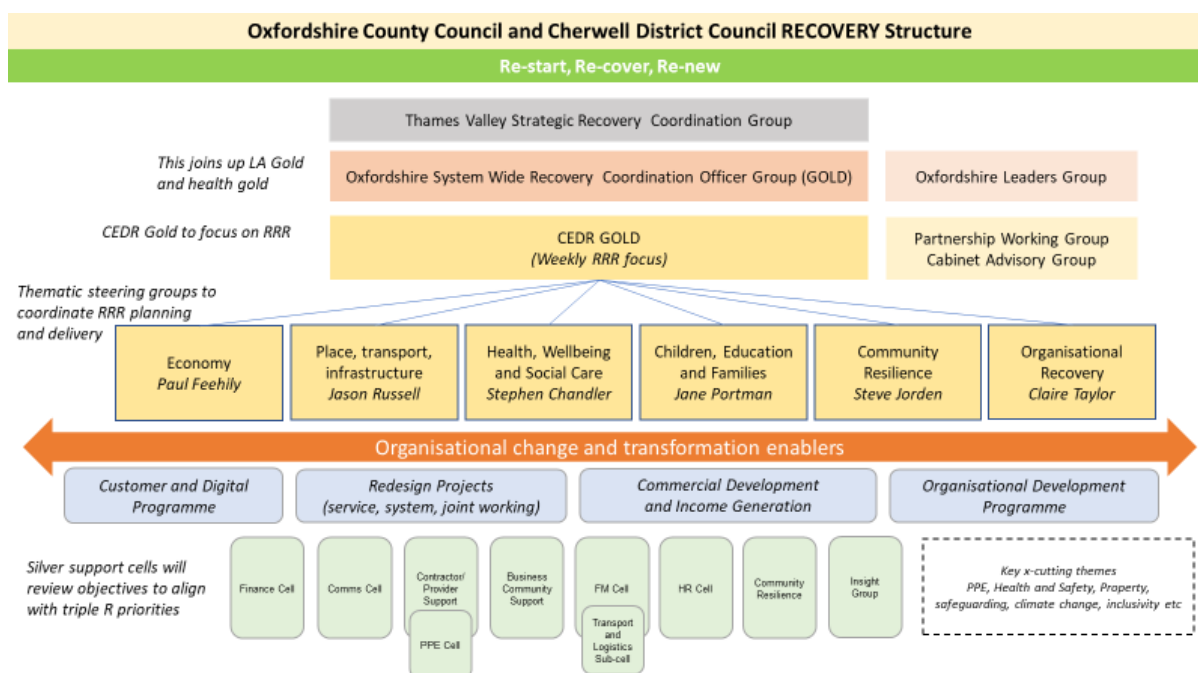 Oxfordshire County Council and Cherwell District Council RECOVERY Structure
Re-start, Re-cover, Re-new
Thames Valley Strategic Recovery Coordination Group
This joins up LA Gold
and health gold
Oxfordshire System Wide Recovery Coordination Officer Group (GOLD)
Oxfordshire Leaders Group
CEDR Gold to focus on RRR
CEDR GOLD
(Weekly RRR focus)
Partnership Working Group
Cabinet Advisory Group
Thematic steering groups to
coordinate RRR planning
and delivery
Economy
Paul Feehily
Place, transport,
infrastructure
Jason Russell
Health, Wellbeing
and Social Care
Stephen Chandler
Children, Education
and Families
Jane Portman
Community
Resilience
Steve Jorden
Organisational
Recovery
Claire Taylor
Organisational change and transformation enablers
Customer and Digital
Programme
Redesign Projects
(service, system, joint working)
Commercial Development
and Income Generation
Organisational Development
Programme
Silver support cells will
review objectives to align
with triple R priorities
Finance Cell
Comms Cell
Contractor/
Provider
Support
PPE Cell
Business
Community
Support
FM Cell
Transport
and
Logistics
Sub-cell
HR Cell
Community
Resilience
Insight
Group
Key x-cutting themes
PPE, Health and Safety, Property,
safeguarding, climate change, inclusivity etc